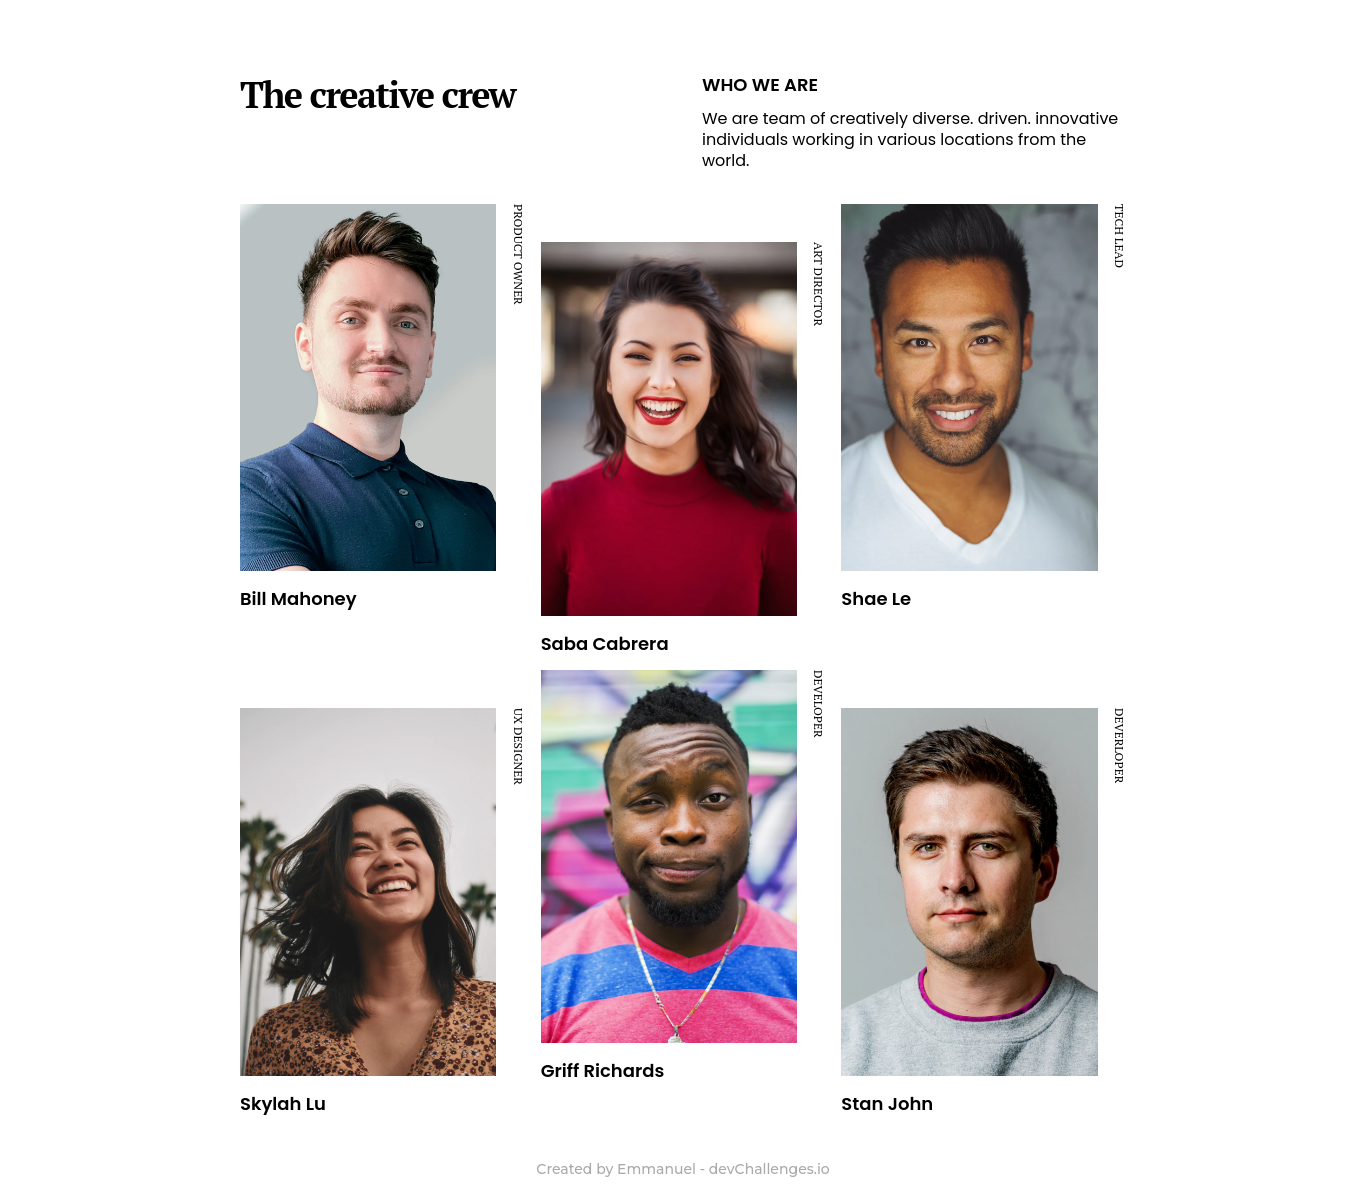 The creative crew
WHO WE ARE
We are team of creatively diverse. driven. innovative
individuals working in various locations from the
world.
PRODUCT OWNER
Bill Mahoney
ART DIRECTOR
Saba Cabrera
TECH LEAD
Shae Le
UX DESIGNER
Skylah Lu
DEVELOPER
Griff Richards
DEVERLOPER
Stan John
Created by Emmanuel - devChallenges.io